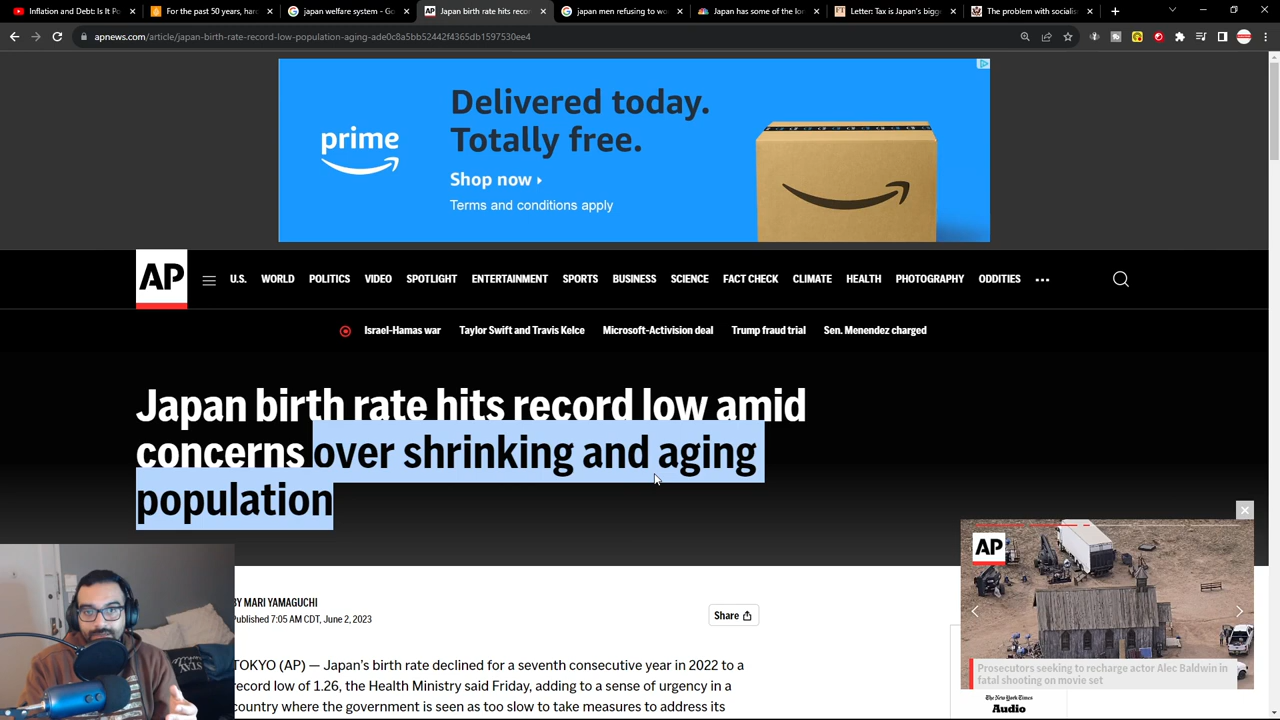 Inflation and Debt: Is It Po
For the past 50 years, har
japan welfare system - Go
Japan birth rate hits recor
japan men refusing to wo
Japan has some of the lon
Letter: Tax is Japan's bigg
The problem with socialis
apnews.com/article/japan-birth-rate-record-low-population-aging-ade0c8a5bb52442f4365db1597530ee4
prime
Delivered today.
Totally free.
Shop now
Terms and conditions apply
AP
U.S. WORLD POLITICS VIDEO SPOTLIGHT ENTERTAINMENT SPORTS BUSINESS SCIENCE FACT CHECK CLIMATE HEALTH PHOTOGRAPHY ODDITIES
Israel-Hamas war Taylor Swift and Travis Kelce Microsoft-Activision deal Trump fraud trial Sen. Menendez charged
Japan birth rate hits record low amid
concerns over shrinking and aging
population
BY MARI YAMAGUCHI
Published 7:05 AM CDT, June 2, 2023
Share
TOKYO (AP) — Japan's birth rate declined for a seventh consecutive year in 2022 to a
record low of 1.26, the Health Ministry said Friday, adding to a sense of urgency in a
country where the government is seen as too slow to take measures to address its
AP
Prosecutors seeking to recharge actor Alec Baldwin in
fatal shooting on movie set
The New York Times
Audio